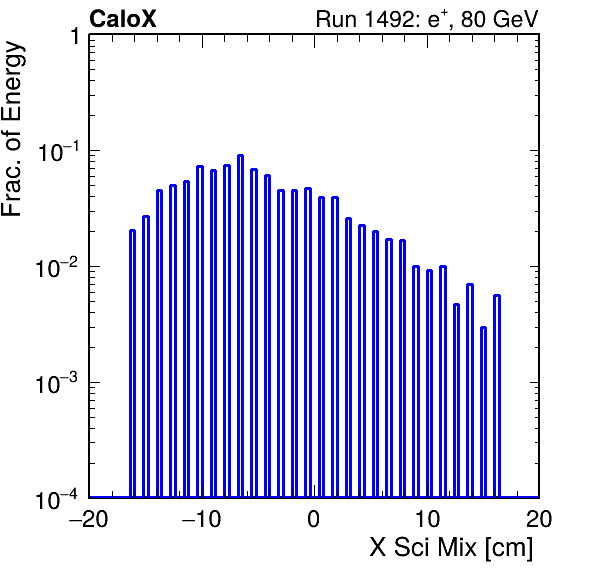 CaloX
Run 1492: e⁺, 80 GeV
Frac. of Energy
1
10⁻¹
10⁻²
10⁻³
10⁻⁴
−20
−10
0
10
20
X Sci Mix [cm]